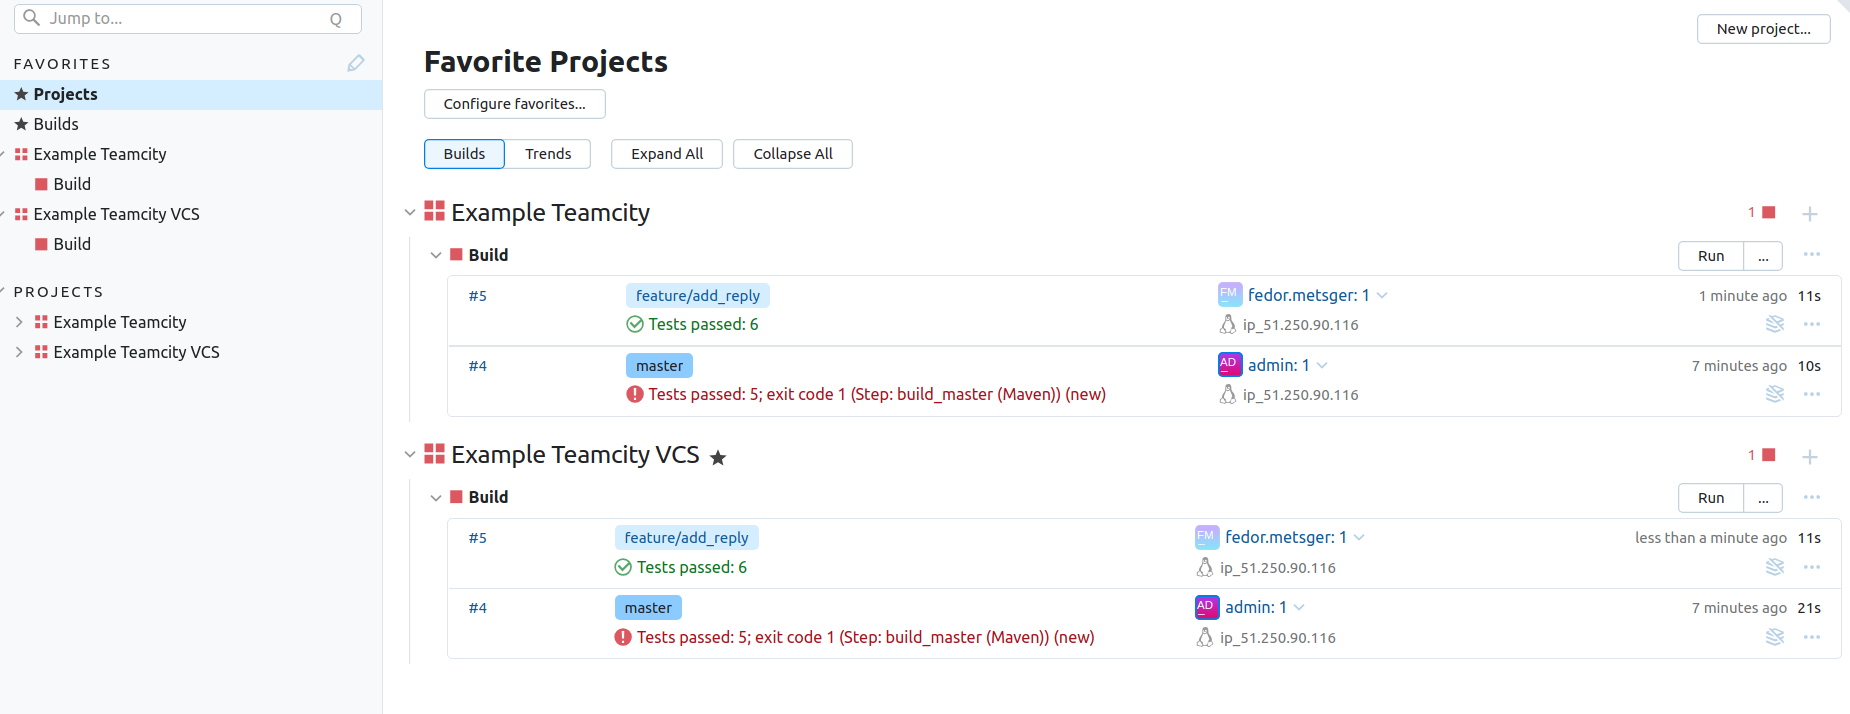 Jump to...
Q
FAVORITES
Projects
Builds
Example Teamcity
Build
Example Teamcity VCS
Build
PROJECTS
Example Teamcity
Example Teamcity VCS
New project...
Favorite Projects
Configure favorites...
Builds Trends Expand All Collapse All
Example Teamcity 1
Build Run ...
#5 feature/add_reply FM fedor.metsger: 1 1 minute ago 11s
Tests passed: 6 ip_51.250.90.116
#4 master AD admin: 1 7 minutes ago 10s
Tests passed: 5; exit code 1 (Step: build_master (Maven)) (new) ip_51.250.90.116
Example Teamcity VCS 1
Build Run ...
#5 feature/add_reply FM fedor.metsger: 1 less than a minute ago 11s
Tests passed: 6 ip_51.250.90.116
#4 master AD admin: 1 7 minutes ago 21s
Tests passed: 5; exit code 1 (Step: build_master (Maven)) (new) ip_51.250.90.116